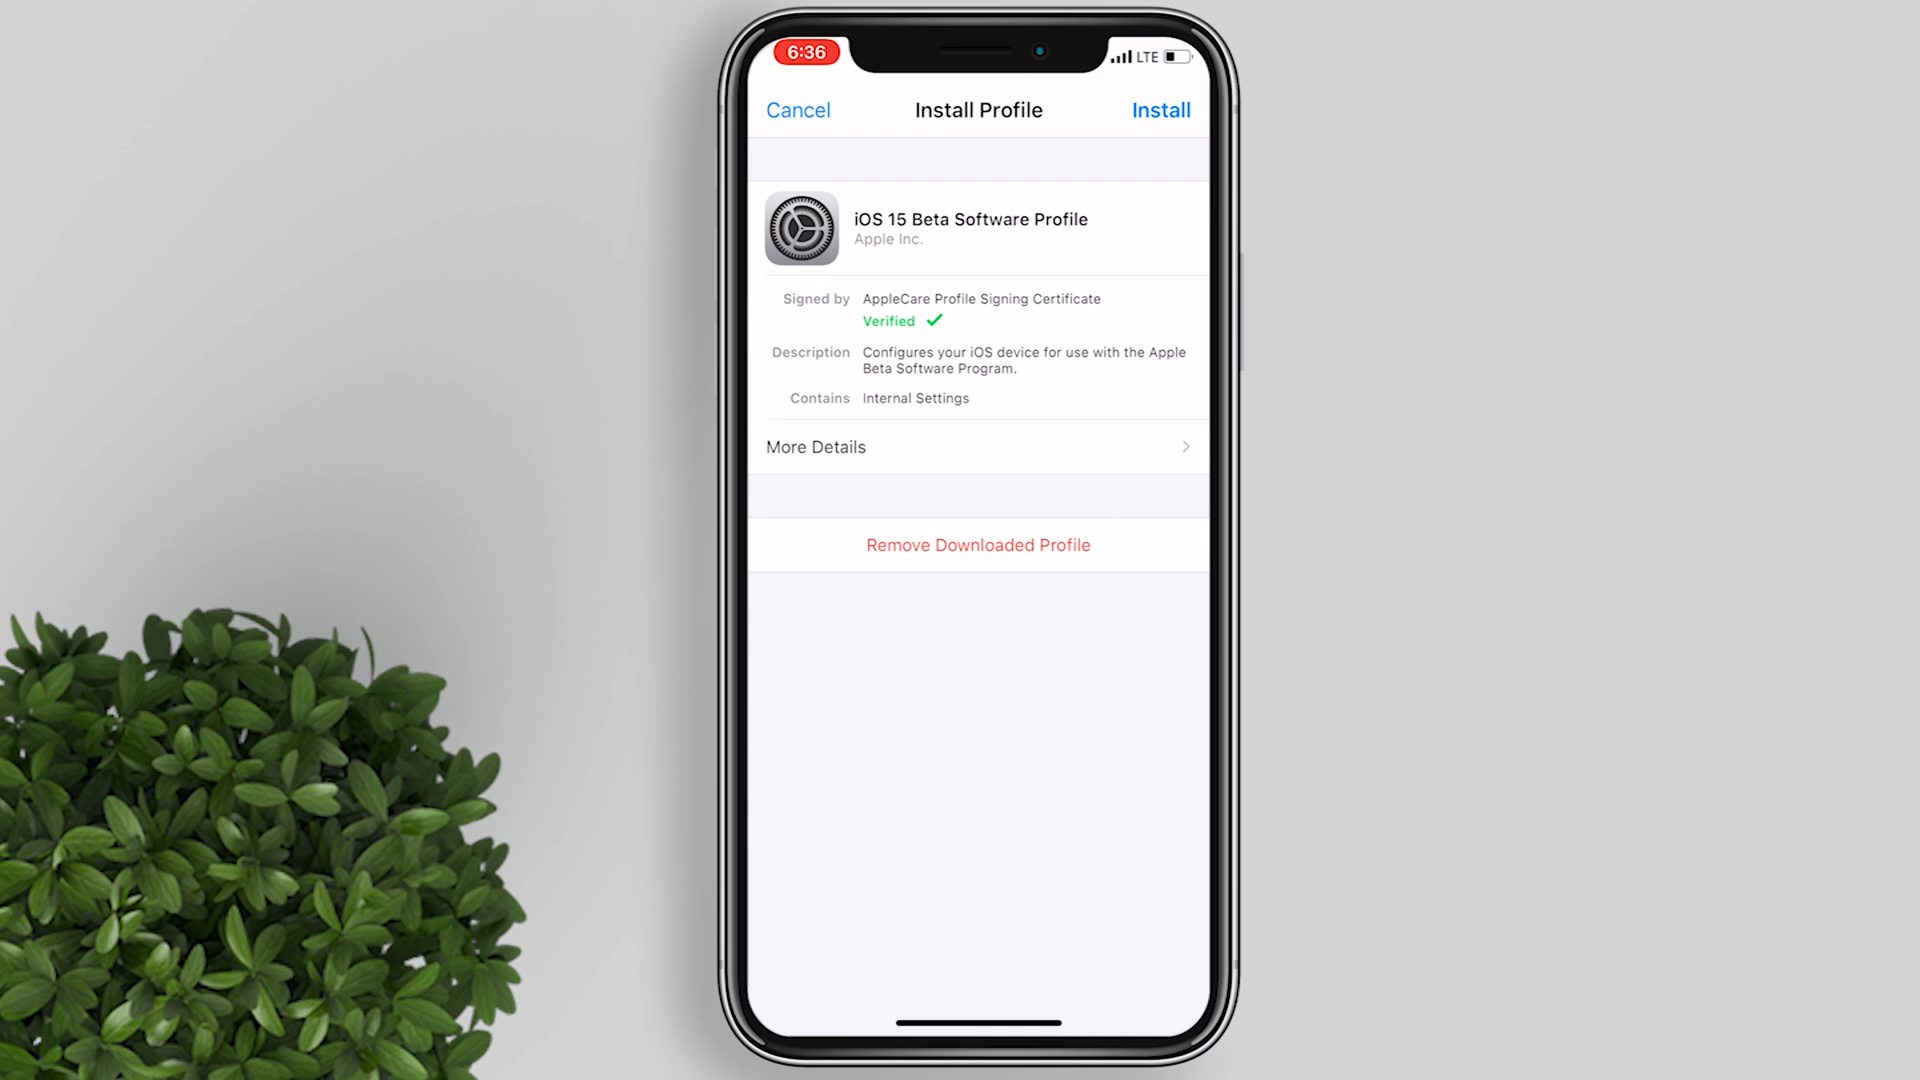 6:36
LTE
Cancel
Install Profile
Install
iOS 15 Beta Software Profile
Apple Inc.
Signed by
AppleCare Profile Signing Certificate
Verified
Description
Configures your iOS device for use with the Apple
Beta Software Program.
Contains
Internal Settings
More Details
Remove Downloaded Profile